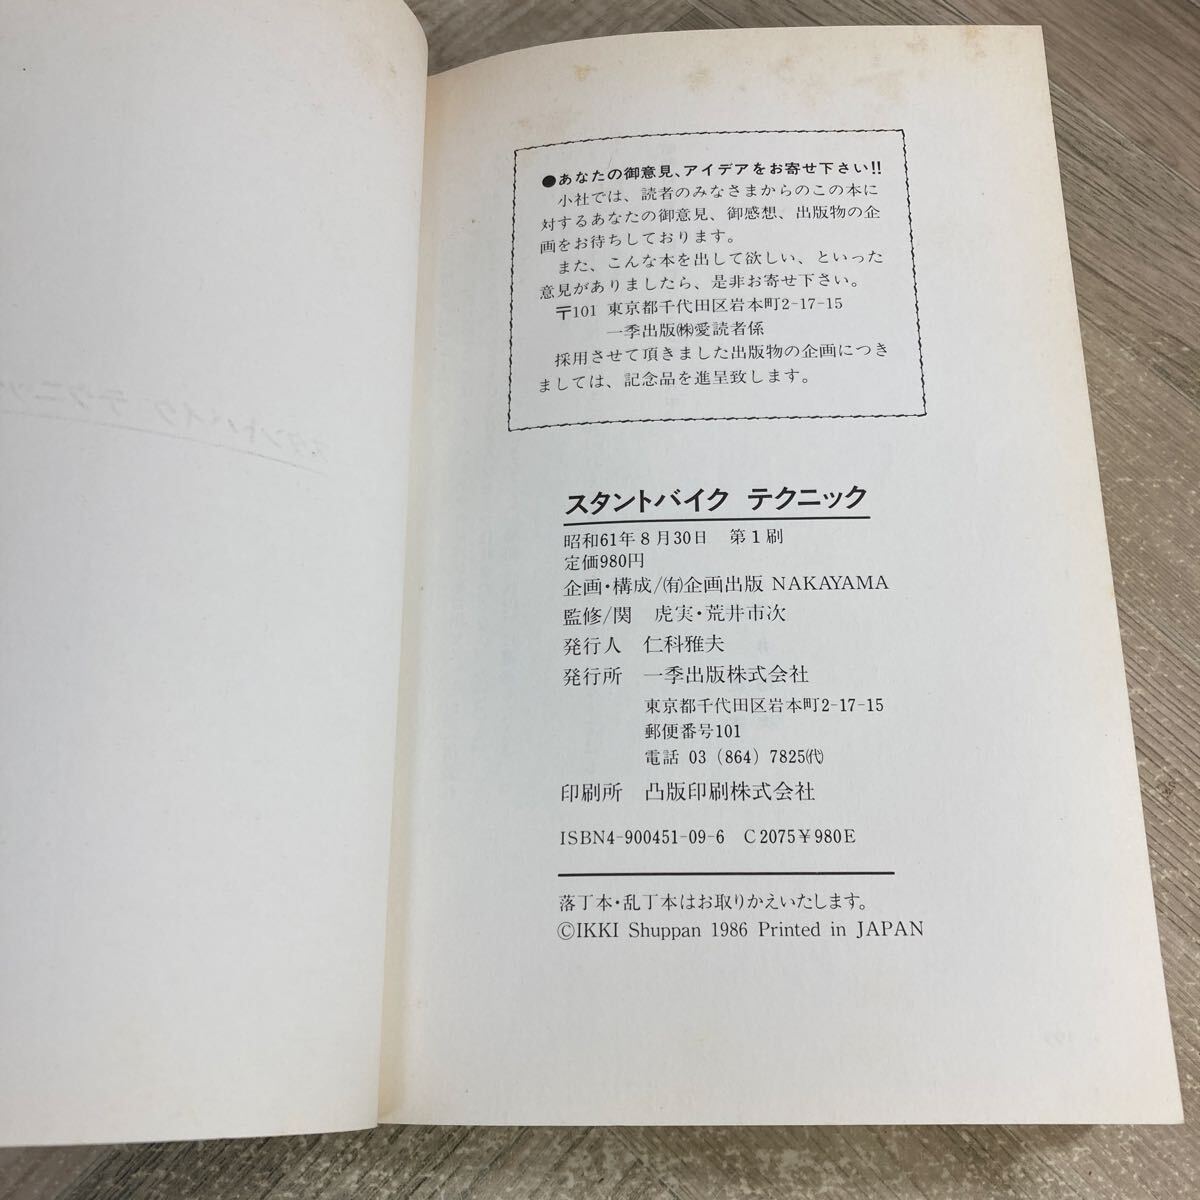 ●あなたの御意見、アイデアをお寄せ下さい!!
小社では、読者のみなさまからのこの本に
対するあなたの御意見、御感想、出版物の企
画をお待ちしております。
また、こんな本を出して欲しい、といった
意見がありましたら、是非お寄せ下さい。
〒101 東京都千代田区岩本町2-17-15
一季出版㈱愛読者係
採用させて頂きました出版物の企画につき
ましては、記念品を進呈致します。
スタントバイク テクニック
昭和61年8月30日 第1刷
定価980円
企画・構成/㈲企画出版 NAKAYAMA
監修/関 虎実・荒井市次
発行人 仁科雅夫
発行所 一季出版株式会社
東京都千代田区岩本町2-17-15
郵便番号101
電話 03 (864) 7825㈹
印刷所 凸版印刷株式会社
ISBN4-900451-09-6 C2075¥980E
落丁本・乱丁本はお取りかえいたします。
©IKKI Shuppan 1986 Printed in JAPAN